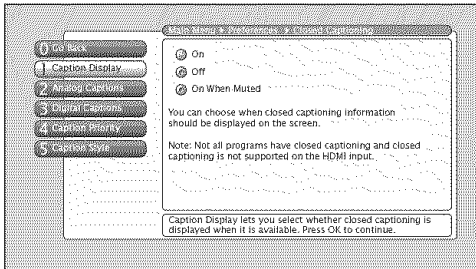 Main Menu > Preferences > Closed Captioning
0 Go Back
1 Caption Display
2 Analog Captions
3 Digital Captions
4 Caption Priority
5 Caption Style
On
Off
On When Muted
You can choose when closed captioning information
should be displayed on the screen.
Note: Not all programs have closed captioning and closed
captioning is not supported on the HDMI input.
Caption Display lets you select whether closed captioning is
displayed when it is available. Press OK to continue.